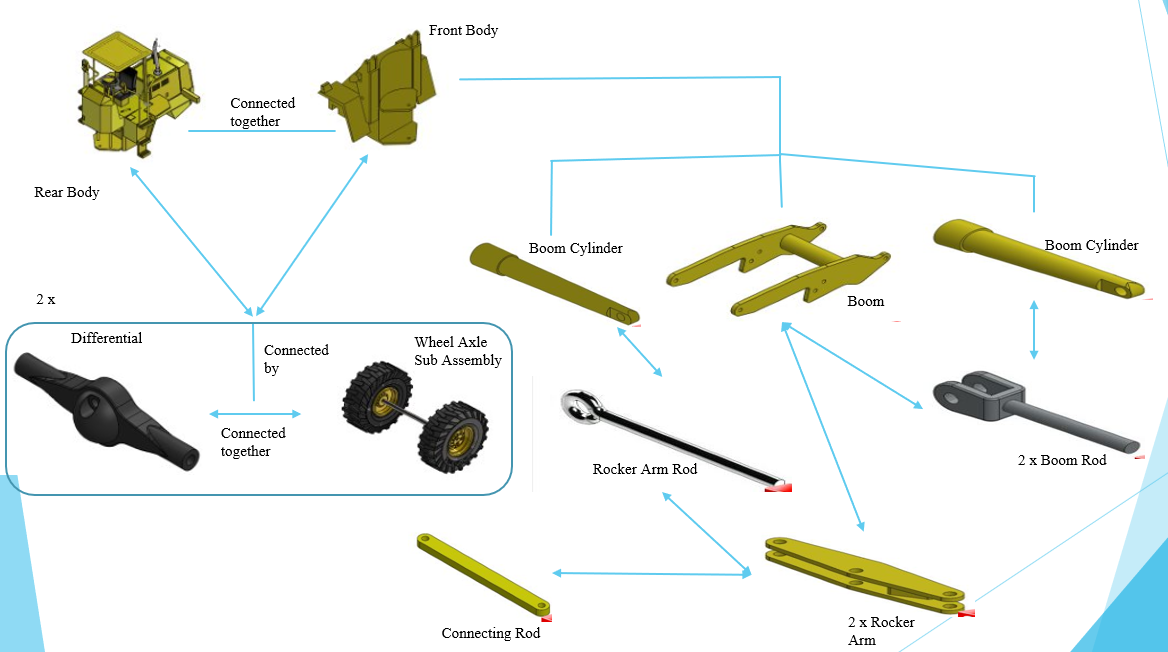 Front Body
Connected
together
Rear Body
Boom Cylinder
Boom Cylinder
Boom
2 x
Differential
Connected
by
Wheel Axle
Sub Assembly
Connected
together
Rocker Arm Rod
2 x Boom Rod
Connecting Rod
2 x Rocker
Arm